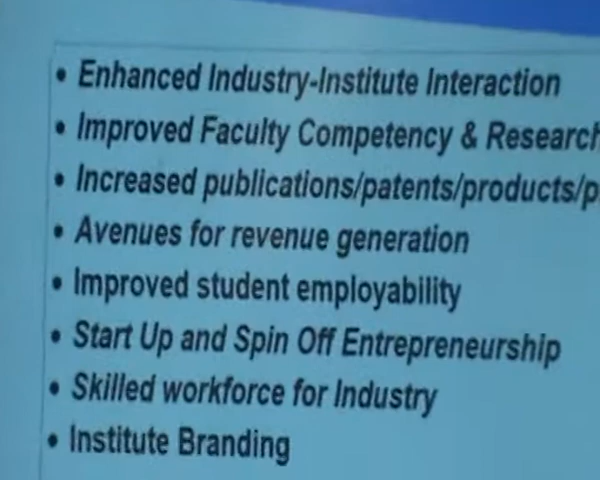 • Enhanced Industry-Institute Interaction
• Improved Faculty Competency & Research
• Increased publications/patents/products/p
• Avenues for revenue generation
• Improved student employability
• Start Up and Spin Off Entrepreneurship
• Skilled workforce for Industry
• Institute Branding